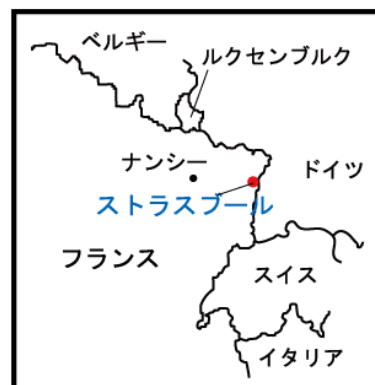 ベルギー
ルクセンブルク
ナンシー
ドイツ
ストラスブール
フランス
スイス
イタリア